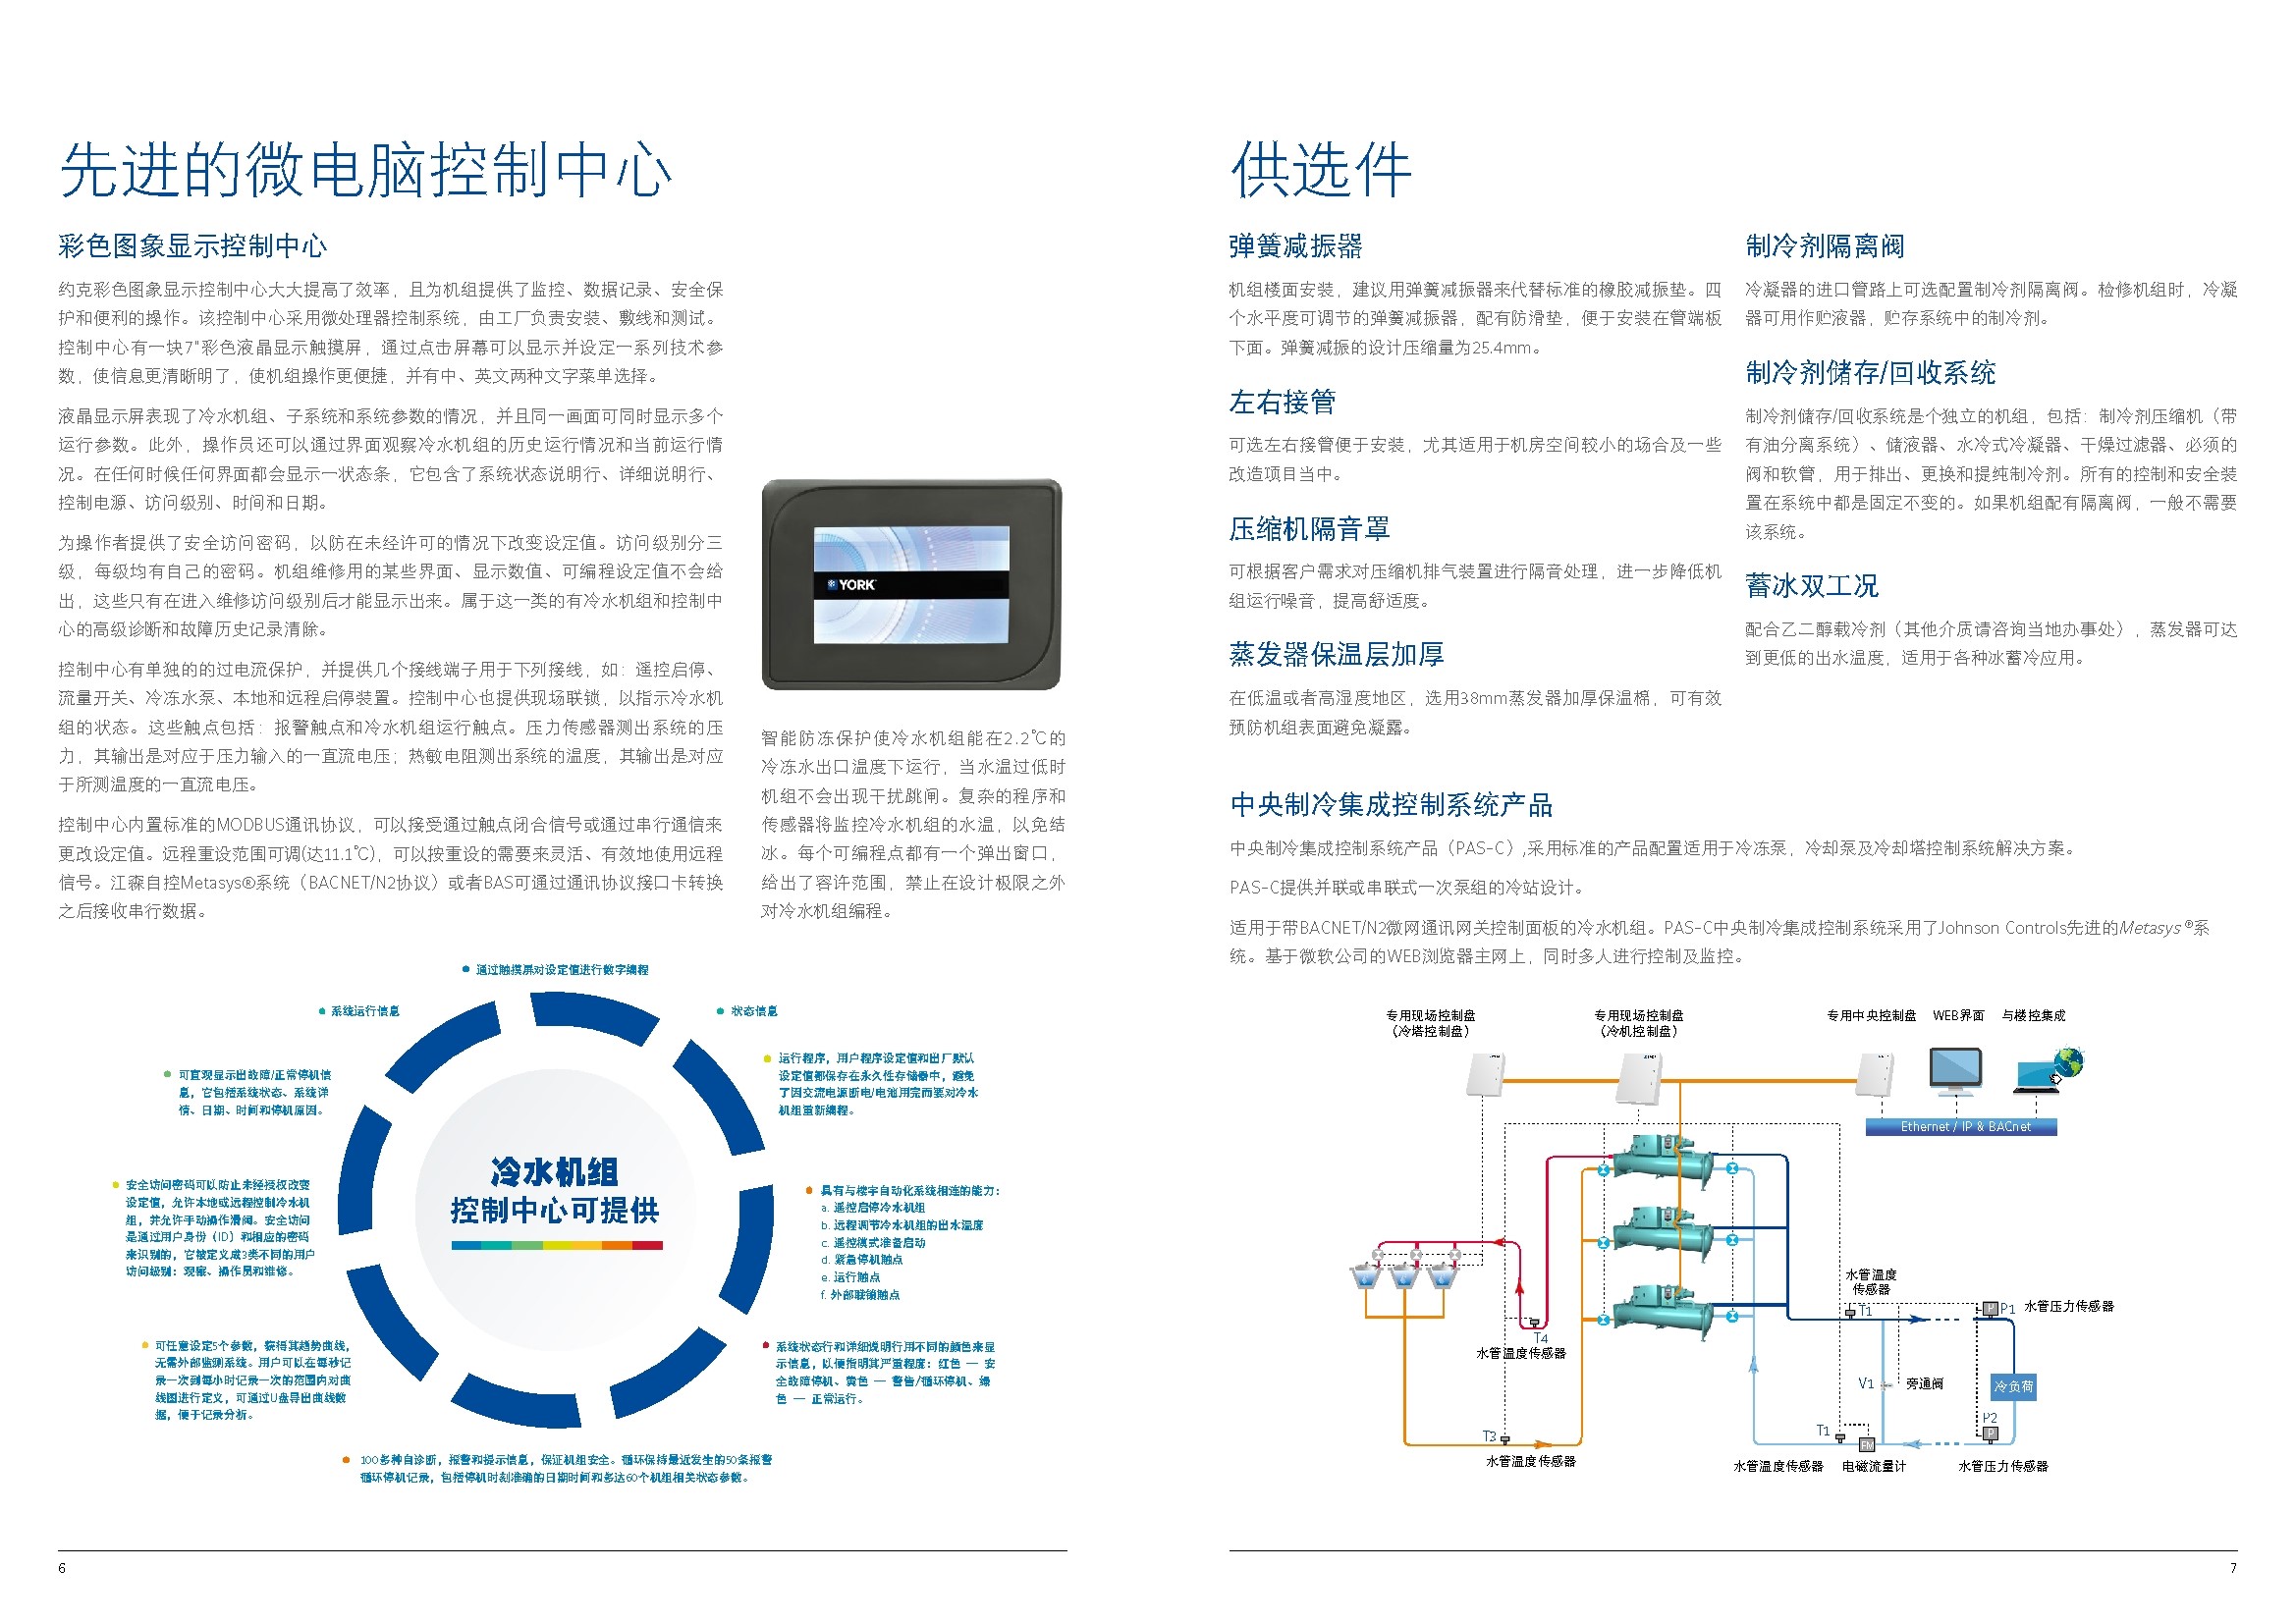 先进的微电脑控制中心
彩色图象显示控制中心
约克彩色图象显示控制中心大大提高了效率，且为机组提供了监控、数据记录、安全保
护和便利的操作。该控制中心采用微处理器控制系统，由工厂负责安装、敷线和测试。
控制中心有一块7"彩色液晶显示触摸屏，通过点击屏幕可以显示并设定一系列技术参
数，使信息更清晰明了，使机组操作更便捷，并有中、英文两种文字菜单选择。
液晶显示屏表现了冷水机组、子系统和系统参数的情况，并且同一画面可同时显示多个
运行参数。此外，操作员还可以通过界面观察冷水机组的历史运行情况和当前运行情
况。在任何时候任何界面都会显示一状态条，它包含了系统状态说明行、详细说明行、
控制电源、访问级别、时间和日期。
为操作者提供了安全访问密码，以防在未经许可的情况下改变设定值。访问级别分三
级，每级均有自己的密码。机组维修用的某些界面、显示数值、可编程设定值不会给
出，这些只有在进入维修访问级别后才能显示出来。属于这一类的有冷水机组和控制中
心的高级诊断和故障历史记录清除。
控制中心有单独的的过电流保护，并提供几个接线端子用于下列接线，如：遥控启停、
流量开关、冷冻水泵、本地和远程启停装置。控制中心也提供现场联锁，以指示冷水机
组的状态。这些触点包括：报警触点和冷水机组运行触点。压力传感器测出系统的压
力，其输出是对应于压力输入的一直流电压；热敏电阻测出系统的温度，其输出是对应
于所测温度的一直流电压。
控制中心内置标准的MODBUS通讯协议，可以接受通过触点闭合信号或通过串行通信来
更改设定值。远程重设范围可调(达11.1℃)，可以按重设的需要来灵活、有效地使用远程
信号。江森自控Metasys®系统（BACNET/N2协议）或者BAS可通过通讯协议接口卡转换
之后接收串行数据。
YORK
智能防冻保护使冷水机组能在2.2℃的
冷冻水出口温度下运行，当水温过低时
机组不会出现干扰跳闸。复杂的程序和
传感器将监控冷水机组的水温，以免结
冰。每个可编程点都有一个弹出窗口，
给出了容许范围，禁止在设计极限之外
对冷水机组编程。
通过触摸屏对设定值进行数字编程
系统运行信息
状态信息
可直观显示出故障/正常停机信
息，它包括系统状态、系统详
情、日期、时间和停机原因。
运行程序，用户程序设定值和出厂默认
设定值都保存在永久性存储器中，避免
了因交流电源断电/电池用完而要对冷水
机组重新编程。
安全访问密码可以防止未经授权改变
设定值，允许本地或远程控制冷水机
组，并允许手动操作滑阀。安全访问
是通过用户身份（ID）和相应的密码
来识别的，它被定义成3类不同的用户
访问级别：观察、操作员和维修。
冷水机组
控制中心可提供
具有与楼宇自动化系统相连的能力：
a. 遥控启停冷水机组
b. 远程调节冷水机组的出水温度
c. 遥控模式准备启动
d. 紧急停机触点
e. 运行触点
f. 外部联锁触点
可任意设定5个参数，获得其趋势曲线，
无需外部监测系统。用户可以在每秒记
录一次到每小时记录一次的范围内对曲
线图进行定义，可通过U盘导出曲线数
据，便于记录分析。
系统状态行和详细说明行用不同的颜色来显
示信息，以便指明其严重程度：红色 — 安
全故障停机、黄色 — 警告/循环停机、绿
色 — 正常运行。
100多种自诊断，报警和提示信息，保证机组安全。循环保持最近发生的50条报警
循环停机记录，包括停机时刻准确的日期时间和多达60个机组相关状态参数。
6
供选件
弹簧减振器
机组楼面安装，建议用弹簧减振器来代替标准的橡胶减振垫。四
个水平度可调节的弹簧减振器，配有防滑垫，便于安装在管端板
下面。弹簧减振的设计压缩量为25.4mm。
左右接管
可选左右接管便于安装，尤其适用于机房空间较小的场合及一些
改造项目当中。
压缩机隔音罩
可根据客户需求对压缩机排气装置进行隔音处理，进一步降低机
组运行噪音，提高舒适度。
蒸发器保温层加厚
在低温或者高湿度地区，选用38mm蒸发器加厚保温棉，可有效
预防机组表面避免凝露。
制冷剂隔离阀
冷凝器的进口管路上可选配置制冷剂隔离阀。检修机组时，冷凝
器可用作贮液器，贮存系统中的制冷剂。
制冷剂储存/回收系统
制冷剂储存/回收系统是个独立的机组，包括：制冷剂压缩机（带
有油分离系统）、储液器、水冷式冷凝器、干燥过滤器、必须的
阀和软管，用于排出、更换和提纯制冷剂。所有的控制和安全装
置在系统中都是固定不变的。如果机组配有隔离阀，一般不需要
该系统。
蓄冰双工况
配合乙二醇载冷剂（其他介质请咨询当地办事处），蒸发器可达
到更低的出水温度，适用于各种冰蓄冷应用。
中央制冷集成控制系统产品
中央制冷集成控制系统产品（PAS-C）,采用标准的产品配置适用于冷冻泵，冷却泵及冷却塔控制系统解决方案。
PAS-C提供并联或串联式一次泵组的冷站设计。
适用于带BACNET/N2微网通讯网关控制面板的冷水机组。PAS-C中央制冷集成控制系统采用了Johnson Controls先进的Metasys ®系
统。基于微软公司的WEB浏览器主网上，同时多人进行控制及监控。
专用现场控制盘
（冷塔控制盘）
专用现场控制盘
（冷机控制盘）
专用中央控制盘
WEB界面
与楼控集成
Ethernet / IP & BACnet
水管温度
传感器
T1
P
P1
水管压力传感器
T4
水管温度传感器
V1
旁通阀
冷负荷
P2
P
T3
水管温度传感器
T1
FM
水管温度传感器
电磁流量计
水管压力传感器
7